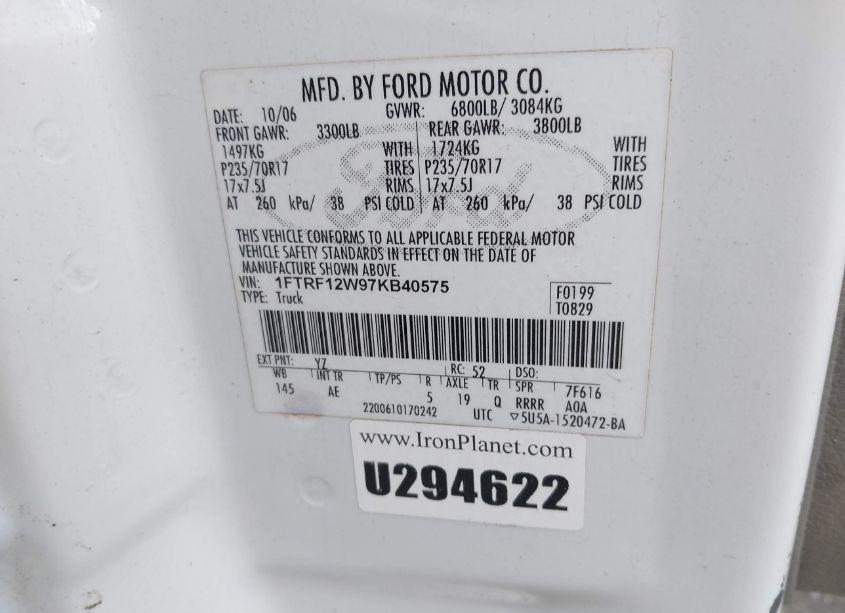 MFD. BY FORD MOTOR CO.
DATE: 10/06 GVWR: 6800LB/ 3084KG
FRONT GAWR: 3300LB REAR GAWR: 3800LB
1497KG WITH 1724KG WITH
P235/70R17 TIRES P235/70R17 TIRES
17x7.5J RIMS 17x7.5J RIMS
AT 260 kPa/ 38 PSI COLD AT 260 kPa/ 38 PSI COLD
Ford
THIS VEHICLE CONFORMS TO ALL APPLICABLE FEDERAL MOTOR
VEHICLE SAFETY STANDARDS IN EFFECT ON THE DATE OF
MANUFACTURE SHOWN ABOVE.
VIN: 1FTRF12W97KB40575 F0199
TYPE: Truck T0829
EXT PNT: YZ RC: 52 DSO:
WB INT TR TP/PS R AXLE TR SPR 7F616
145 AE 5 19 Q RRRR AOA
2200610170242 UTC ▽5U5A-1520472-BA
www.IronPlanet.com
U294622